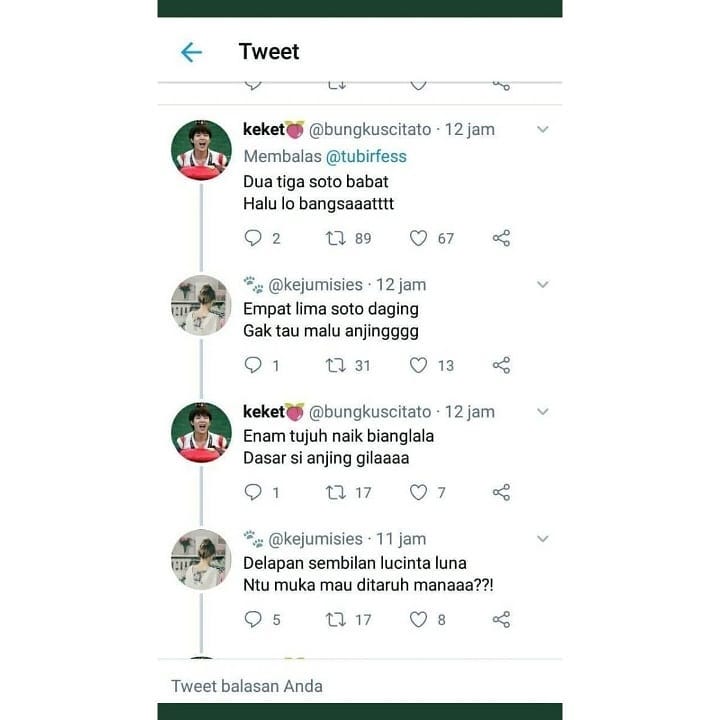 Tweet
keket @bungkuscitato · 12 jam
Membalas @tubirfess
Dua tiga soto babat
Halu lo bangsaaatttt
2 89 67
@kejumisies · 12 jam
Empat lima soto daging
Gak tau malu anjingggg
1 31 13
keket @bungkuscitato · 12 jam
Enam tujuh naik bianglala
Dasar si anjing gilaaaa
1 17 7
@kejumisies · 11 jam
Delapan sembilan lucinta luna
Ntu muka mau ditaruh manaaa??!
5 17 8
Tweet balasan Anda